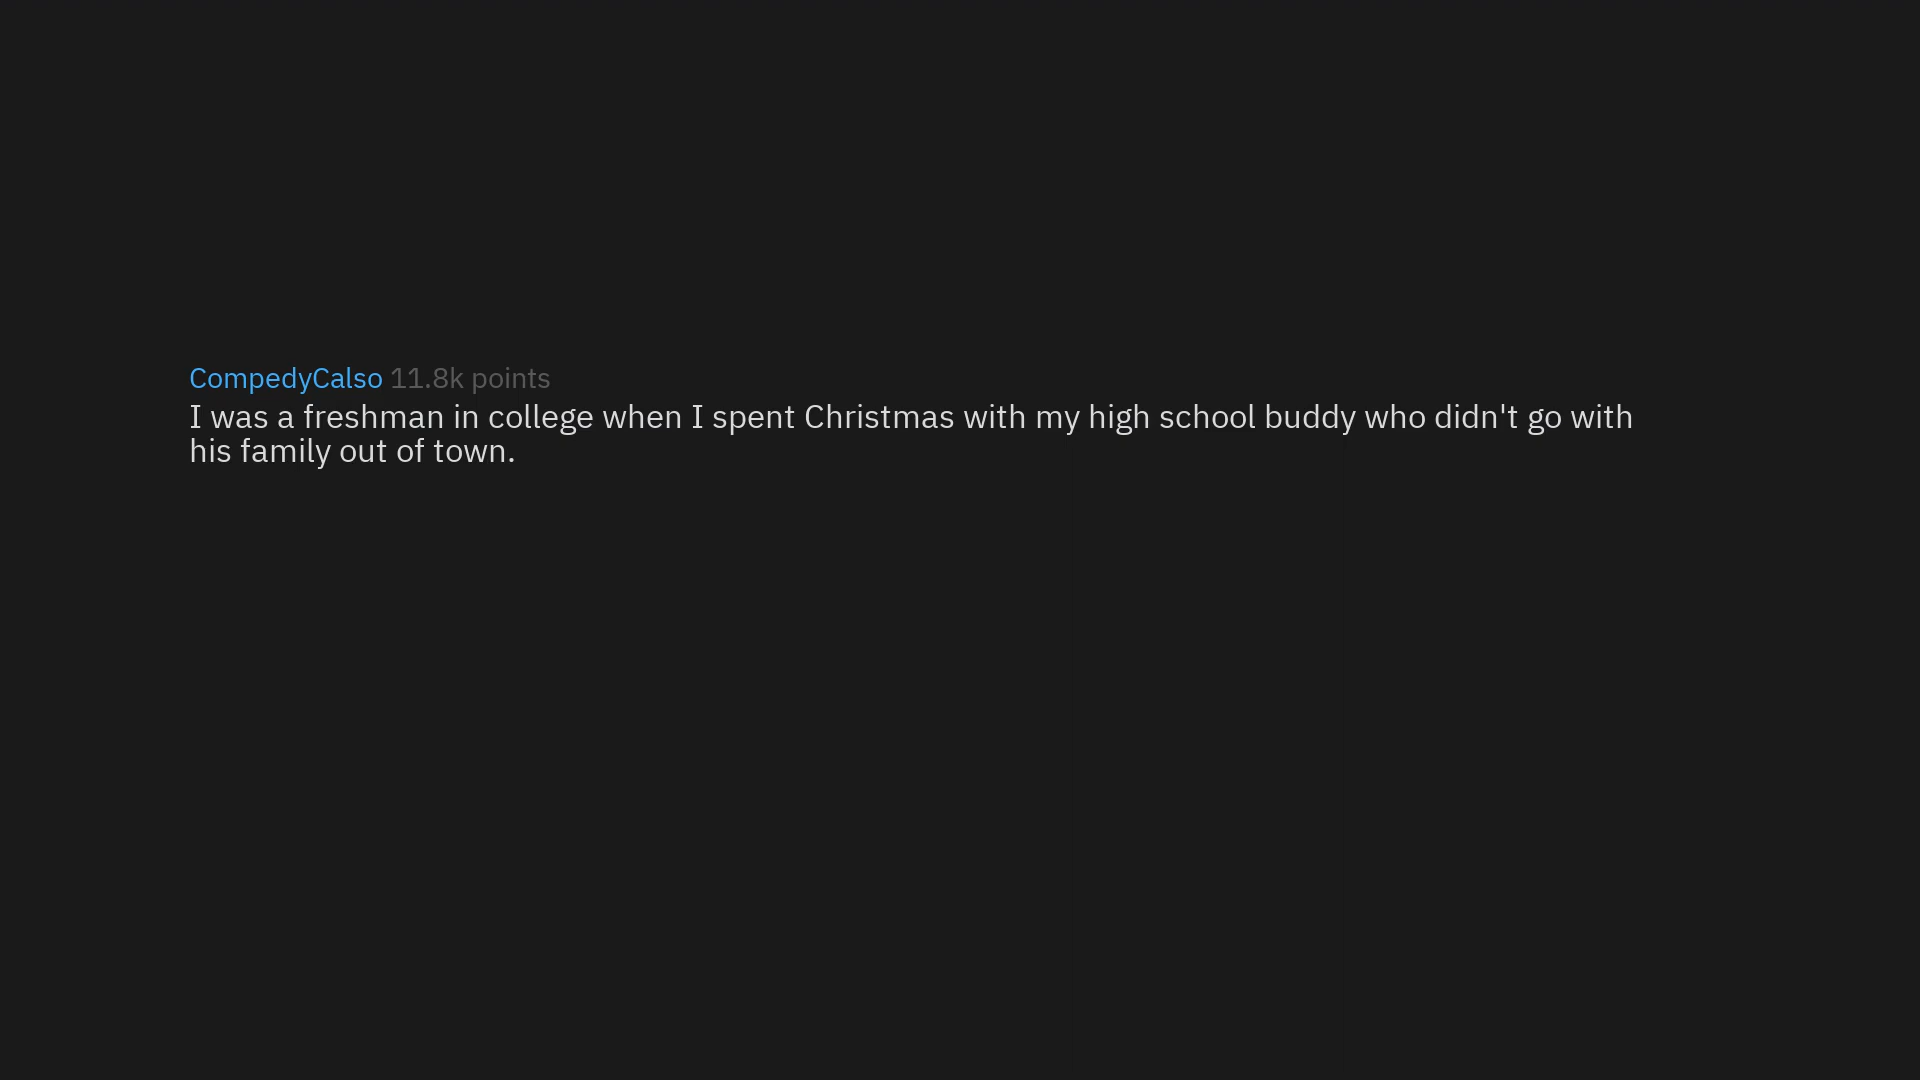 CompedyCalso 11.8k points
I was a freshman in college when I spent Christmas with my high school buddy who didn't go with
his family out of town.